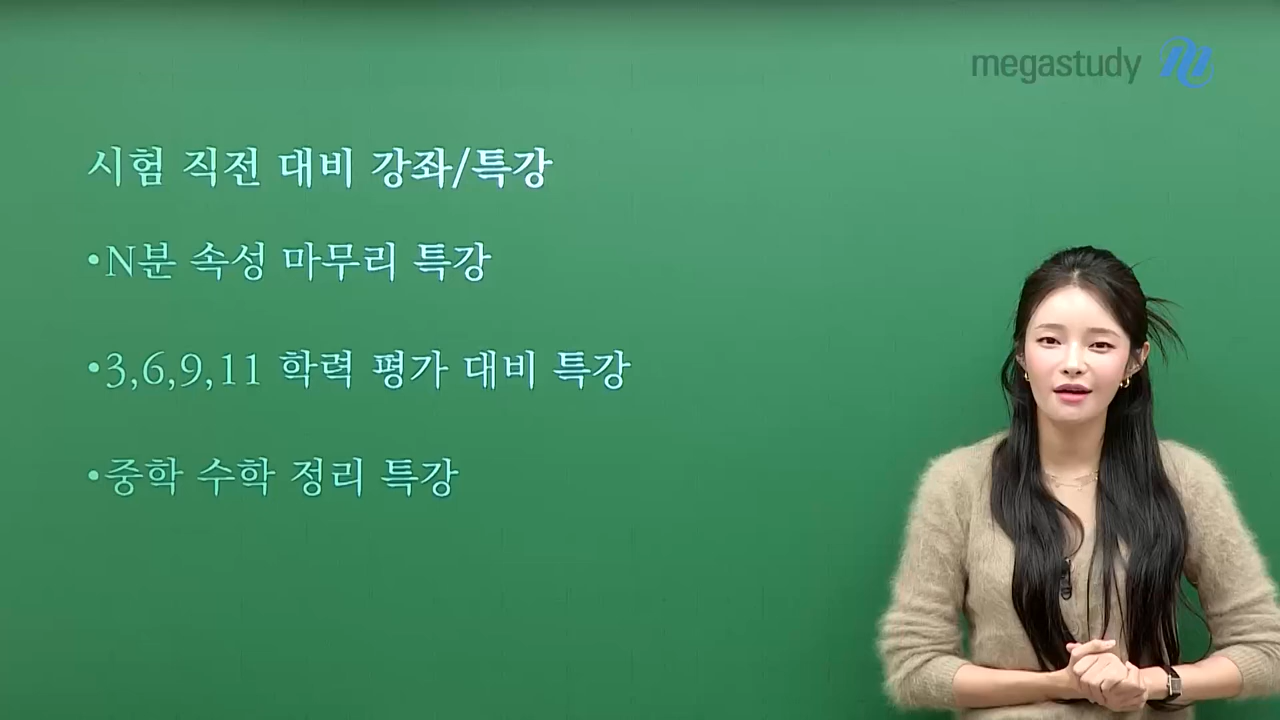 megastudy
시험 직전 대비 강좌/특강
•N분 속성 마무리 특강
•3,6,9,11 학력 평가 대비 특강
•중학 수학 정리 특강